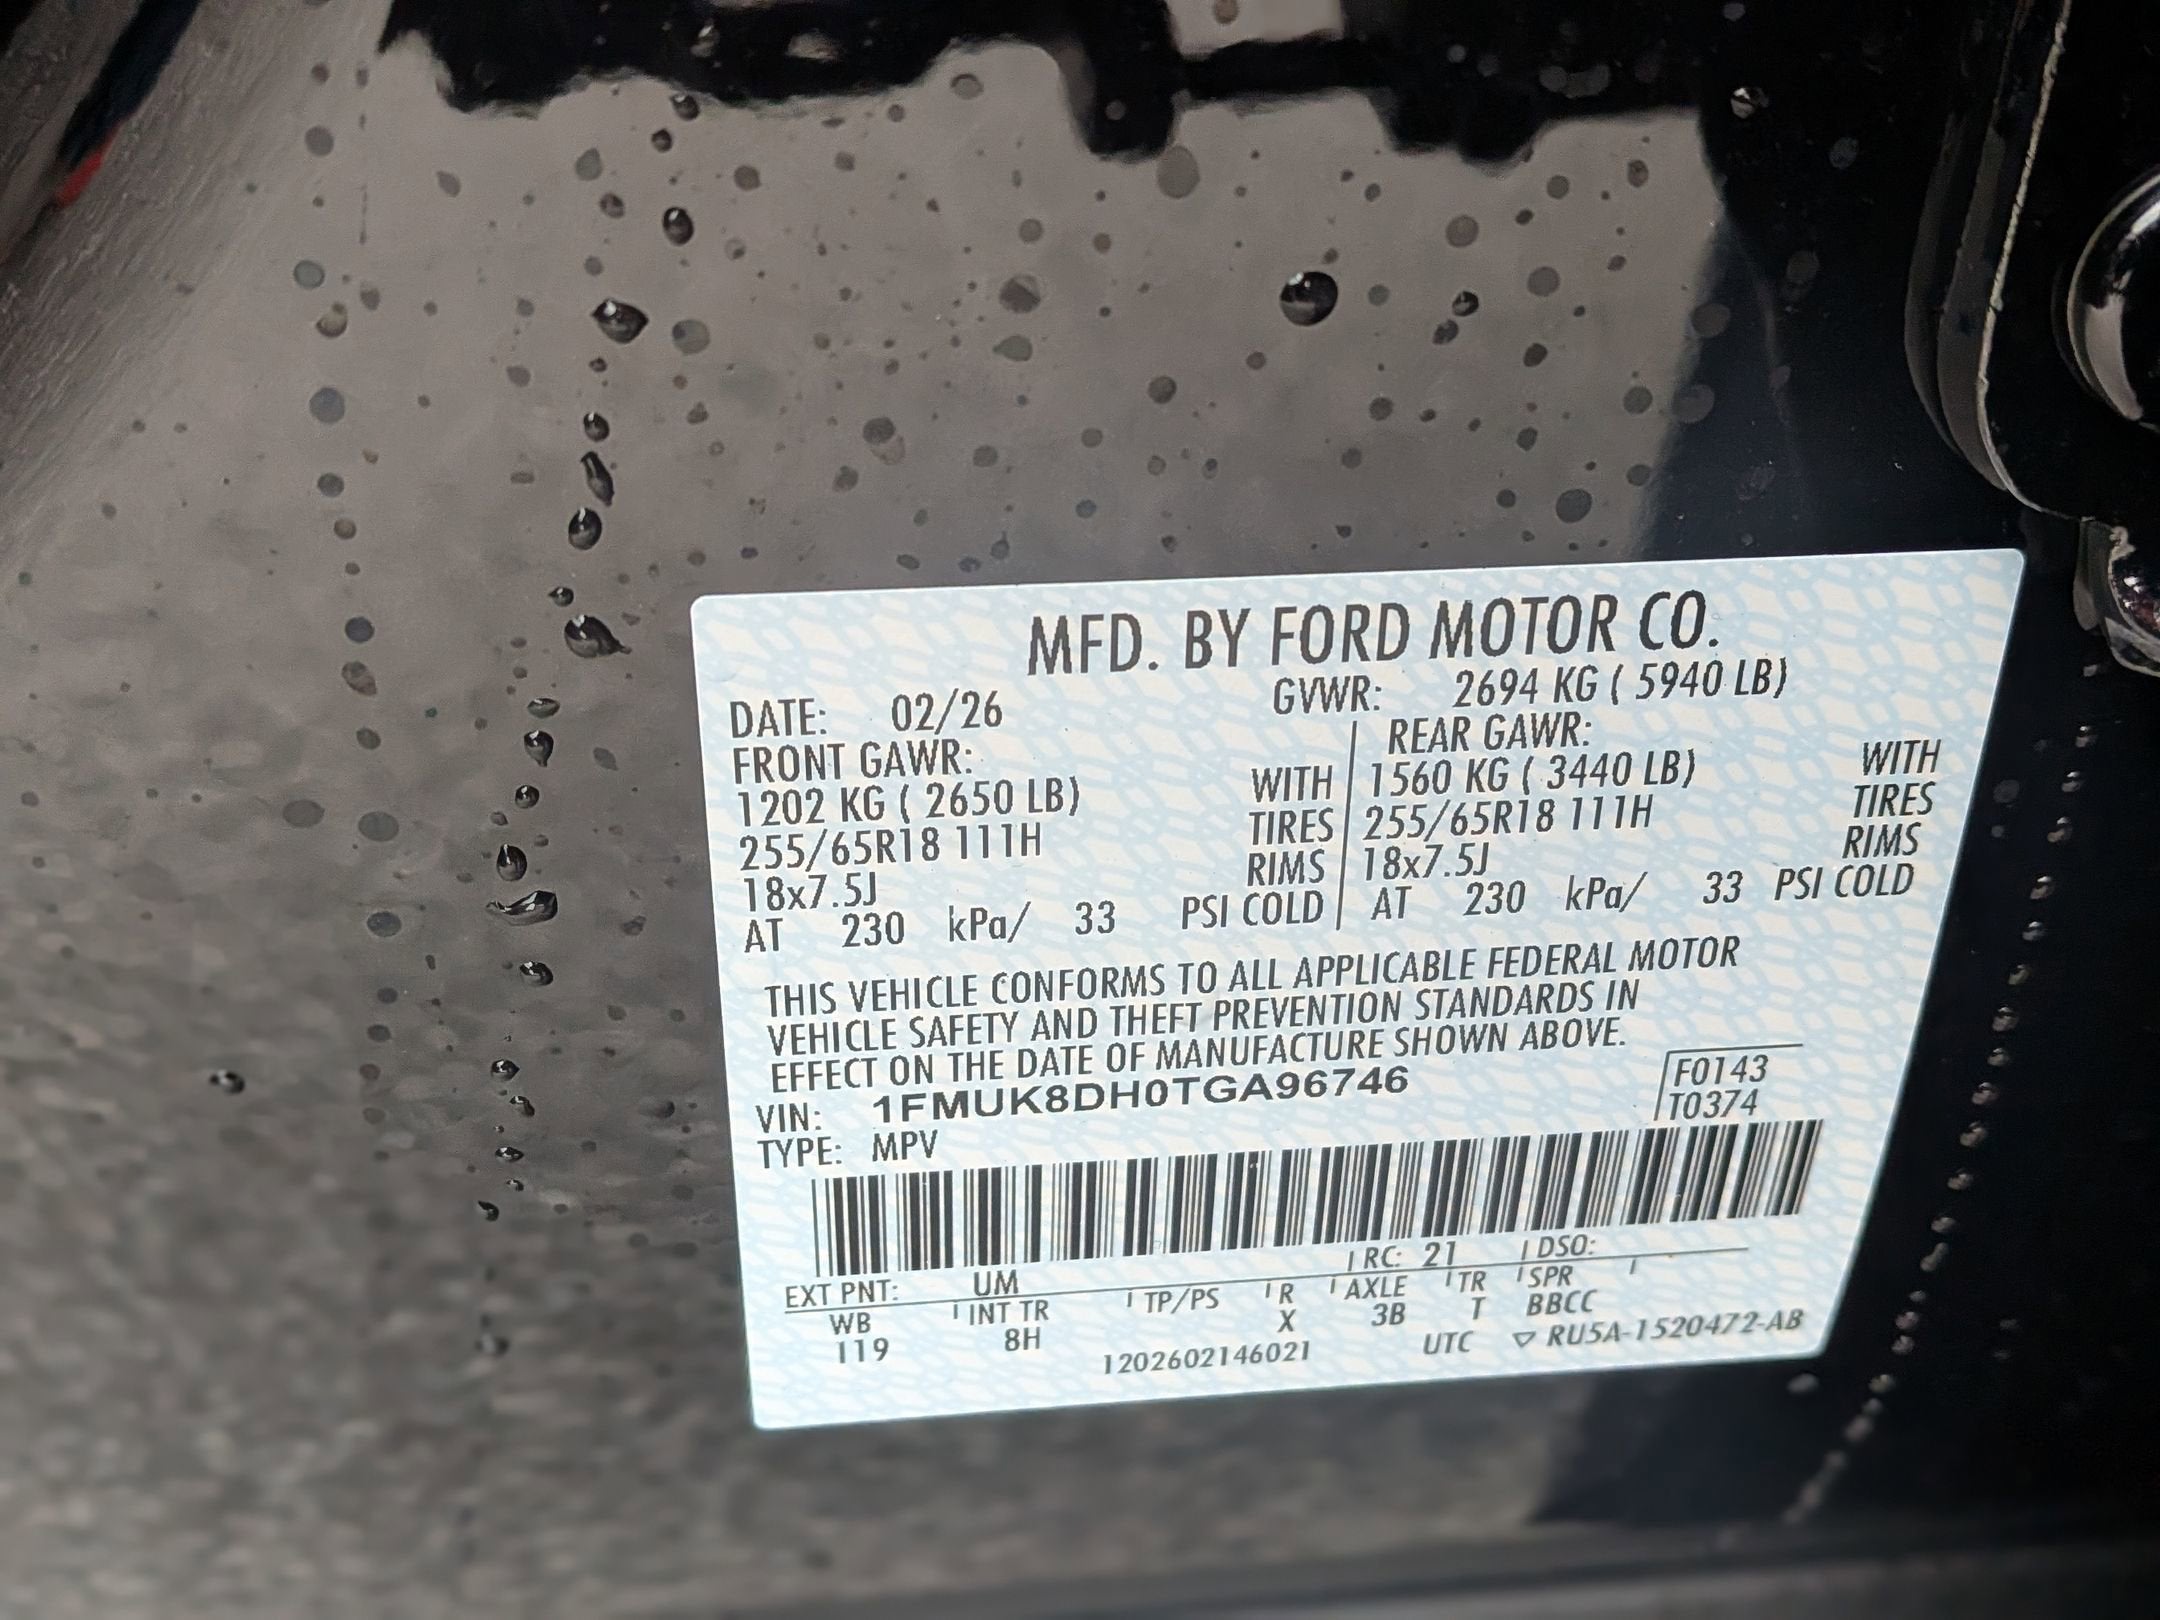 MFD. BY FORD MOTOR CO.
DATE: 02/26 GVWR: 2694 KG ( 5940 LB)
FRONT GAWR: REAR GAWR:
1202 KG ( 2650 LB) WITH 1560 KG ( 3440 LB) WITH
255/65R18 111H TIRES 255/65R18 111H TIRES
18x7.5J RIMS 18x7.5J RIMS
AT 230 kPa/ 33 PSI COLD AT 230 kPa/ 33 PSI COLD
THIS VEHICLE CONFORMS TO ALL APPLICABLE FEDERAL MOTOR
VEHICLE SAFETY AND THEFT PREVENTION STANDARDS IN
EFFECT ON THE DATE OF MANUFACTURE SHOWN ABOVE.
VIN: 1FMUK8DH0TGA96746 F0143
TYPE: MPV T0374
EXT PNT: UM RC: 21 DSO:
WB INT TR TP/PS R AXLE TR SPR
119 8H X 3B T BBCC
1202602146021 UTC ▽ RU5A-1520472-AB